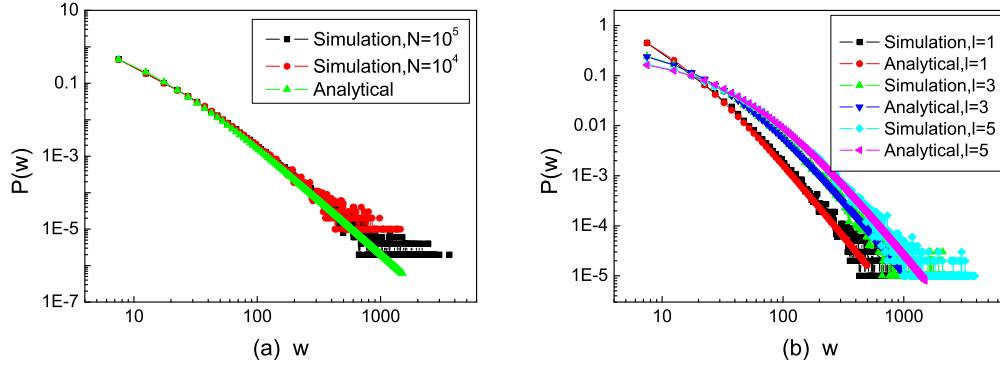 10
0.1
1E-3
1E-5
1E-7
P(w)
10
100
1000
(a) w
Simulation,N=10⁵
Simulation,N=10⁴
Analytical
1
0.1
0.01
1E-3
1E-4
1E-5
P(w)
10
100
1000
(b) w
Simulation,l=1
Analytical,l=1
Simulation,l=3
Analytical,l=3
Simulation,l=5
Analytical,l=5